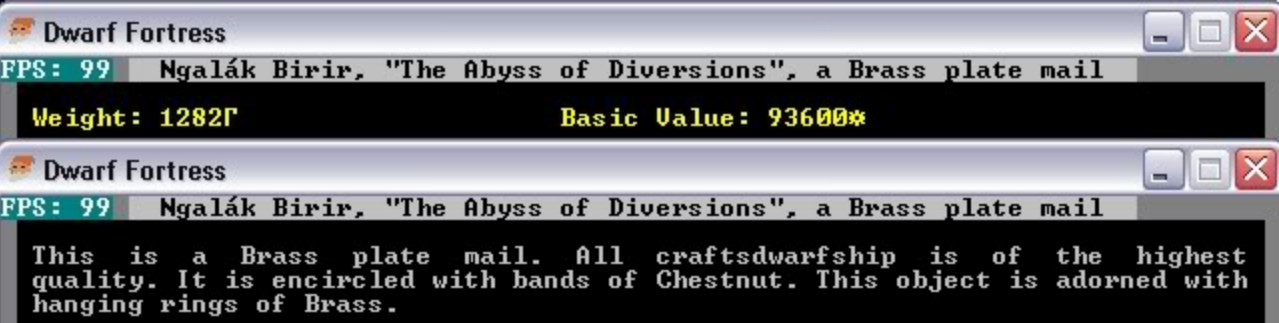 Dwarf Fortress
FPS: 99 Ngalák Birir, "The Abyss of Diversions", a Brass plate mail
Weight: 1282Γ Basic Value: 93600☼
Dwarf Fortress
FPS: 99 Ngalák Birir, "The Abyss of Diversions", a Brass plate mail
This is a Brass plate mail. All craftsdwarfship is of the highest
quality. It is encircled with bands of Chestnut. This object is adorned with
hanging rings of Brass.